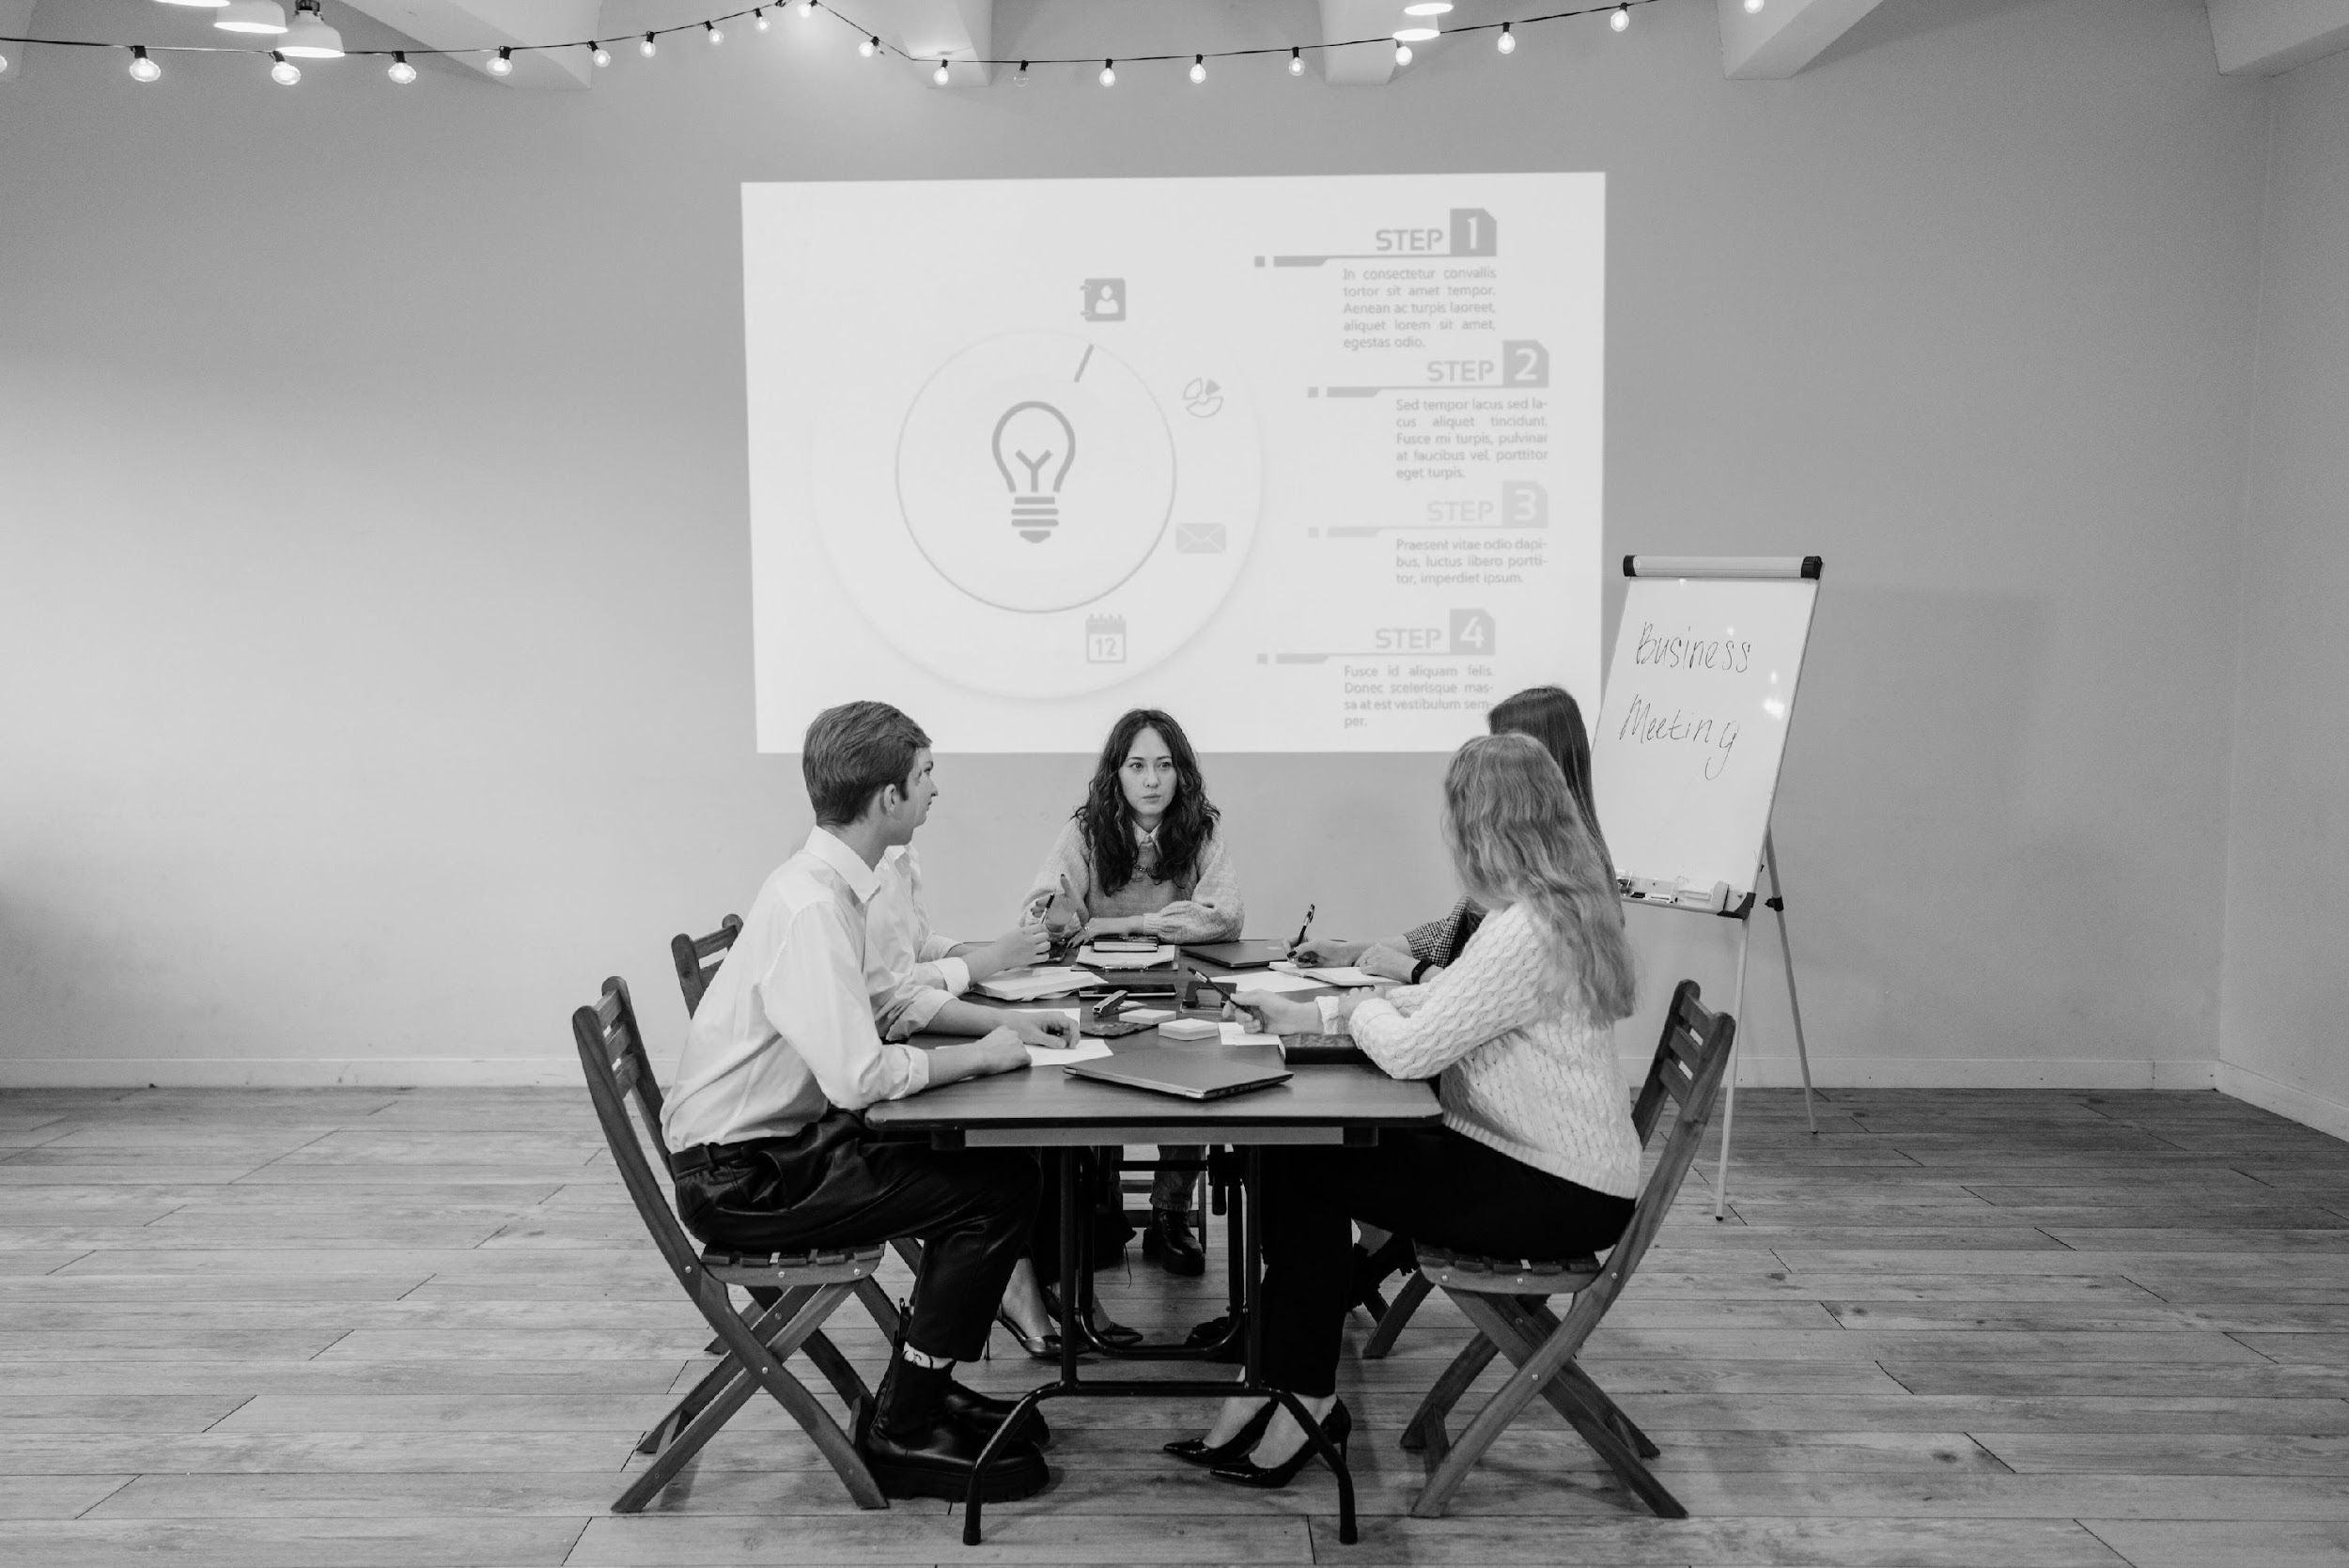 STEP 1
In consectetur convallis
tortor sit amet tempor.
Aenean ac turpis laoreet,
aliquet lorem sit amet,
egestas odio.
STEP 2
Sed tempor lacus sed la-
cus aliquet tincidunt.
Fusce mi turpis, pulvinar
at faucibus vel, porttitor
eget turpis.
STEP 3
Praesent vitae odio dapi-
bus, luctus libero portti-
tor, imperdiet ipsum.
12
STEP 4
Fusce id aliquam felis.
Donec scelerisque mas-
sa at est vestibulum sem-
per.
Business
Meeting